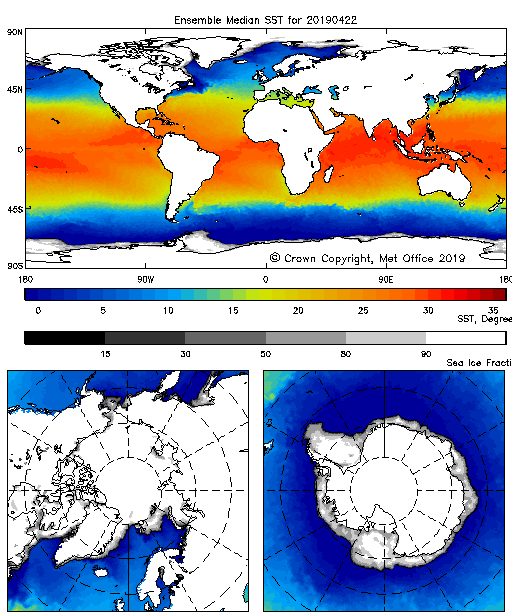 Ensemble Median SST for 20190422
90N
45N
0
45S
90S
© Crown Copyright, Met Office 2019
180 90W 0 90E 180
0 5 10 15 20 25 30 35
SST, Degree
15 30 50 80 90
Sea Ice Fracti